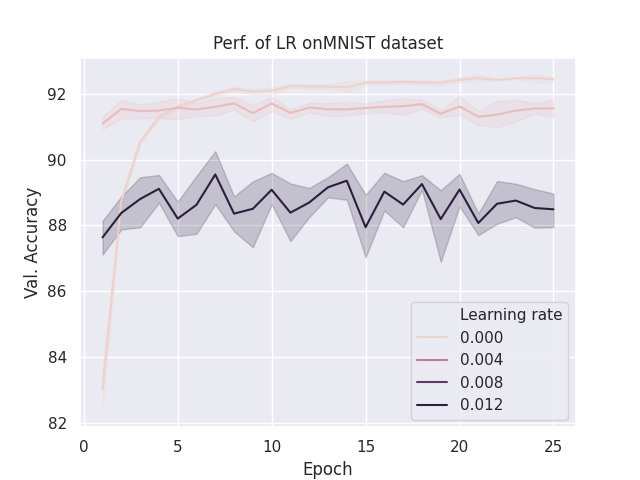 Perf. of LR onMNIST dataset
Val. Accuracy
92
90
88
86
84
82
0 5 10 15 20 25
Epoch
Learning rate
0.000
0.004
0.008
0.012